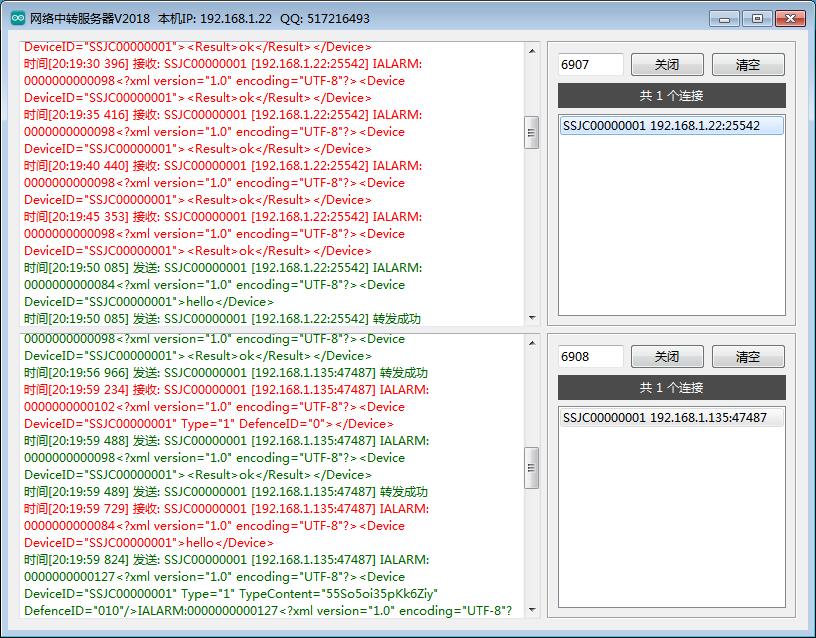 网络中转服务器V2018 本机IP: 192.168.1.22 QQ: 517216493
DeviceID="SSJC00000001"><Result>ok</Result></Device>
时间[20:19:30 396] 接收: SSJC00000001 [192.168.1.22:25542] IALARM:
0000000000098<?xml version="1.0" encoding="UTF-8"?><Device
DeviceID="SSJC00000001"><Result>ok</Result></Device>
时间[20:19:35 416] 接收: SSJC00000001 [192.168.1.22:25542] IALARM:
0000000000098<?xml version="1.0" encoding="UTF-8"?><Device
DeviceID="SSJC00000001"><Result>ok</Result></Device>
时间[20:19:40 440] 接收: SSJC00000001 [192.168.1.22:25542] IALARM:
0000000000098<?xml version="1.0" encoding="UTF-8"?><Device
DeviceID="SSJC00000001"><Result>ok</Result></Device>
时间[20:19:45 353] 接收: SSJC00000001 [192.168.1.22:25542] IALARM:
0000000000098<?xml version="1.0" encoding="UTF-8"?><Device
DeviceID="SSJC00000001"><Result>ok</Result></Device>
时间[20:19:50 085] 发送: SSJC00000001 [192.168.1.22:25542] IALARM:
0000000000084<?xml version="1.0" encoding="UTF-8"?><Device
DeviceID="SSJC00000001">hello</Device>
时间[20:19:50 085] 发送: SSJC00000001 [192.168.1.22:25542] 转发成功
6907 关闭 清空
共 1 个连接
SSJC00000001 192.168.1.22:25542
0000000000098<?xml version="1.0" encoding="UTF-8"?><Device
DeviceID="SSJC00000001"><Result>ok</Result></Device>
时间[20:19:56 966] 发送: SSJC00000001 [192.168.1.135:47487] 转发成功
时间[20:19:59 234] 接收: SSJC00000001 [192.168.1.135:47487] IALARM:
0000000000102<?xml version="1.0" encoding="UTF-8"?><Device
DeviceID="SSJC00000001" Type="1" DefenceID="0"></Device>
时间[20:19:59 488] 发送: SSJC00000001 [192.168.1.135:47487] IALARM:
0000000000098<?xml version="1.0" encoding="UTF-8"?><Device
DeviceID="SSJC00000001"><Result>ok</Result></Device>
时间[20:19:59 489] 发送: SSJC00000001 [192.168.1.135:47487] 转发成功
时间[20:19:59 729] 接收: SSJC00000001 [192.168.1.135:47487] IALARM:
0000000000084<?xml version="1.0" encoding="UTF-8"?><Device
DeviceID="SSJC00000001">hello</Device>
时间[20:19:59 824] 发送: SSJC00000001 [192.168.1.135:47487] IALARM:
0000000000127<?xml version="1.0" encoding="UTF-8"?><Device
DeviceID="SSJC00000001" Type="1" TypeContent="55So5oi35pKk6Ziy"
DefenceID="010"/>IALARM:0000000000127<?xml version="1.0" encoding="UTF-8"?
6908 关闭 清空
共 1 个连接
SSJC00000001 192.168.1.135:47487